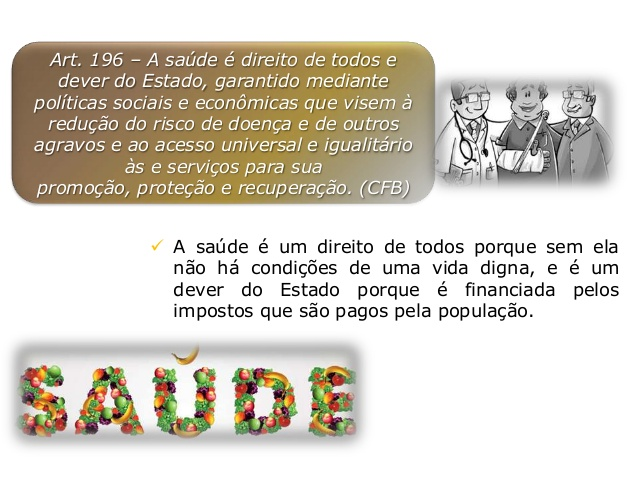 Art. 196 – A saúde é direito de todos e
dever do Estado, garantido mediante
políticas sociais e econômicas que visem à
redução do risco de doença e de outros
agravos e ao acesso universal e igualitário
às e serviços para sua
promoção, proteção e recuperação. (CFB)
✓ A saúde é um direito de todos porque sem ela
não há condições de uma vida digna, e é um
dever do Estado porque é financiada pelos
impostos que são pagos pela população.
SAÚDE